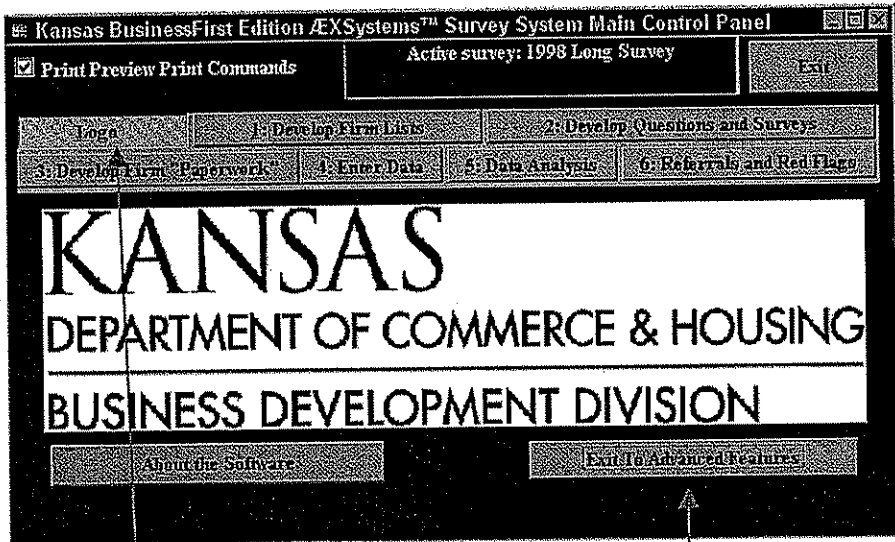 Kansas BusinessFirst Edition ÆXSystems™ Survey System Main Control Panel
Print Preview Print Commands
Active survey: 1998 Long Survey
Exit
Logo
1: Develop Firm Lists
2: Develop Questions and Surveys
3: Develop Firm "Paperwork"
4: Enter Data
5: Data Analysis
6: Referrals and Red Flags
KANSAS
DEPARTMENT OF COMMERCE & HOUSING
BUSINESS DEVELOPMENT DIVISION
About the Software
Exit To Advanced Features